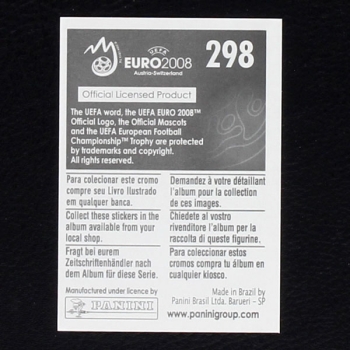 UEFA
EURO2008
Austria-Switzerland
298
Official Licensed Product
The UEFA word, the UEFA EURO 2008™
Official Logo, the Official Mascots
and the UEFA European Football
Championship™ Trophy are protected
by trademarks and copyright.
All rights reserved.
Para colecionar este cromo
compre seu Livro Ilustrado
em qualquer banca.
Collect these stickers in the
album available from your
local shop.
Fragt bei eurem
Zeitschriftenhändler nach
dem Album für diese Serie.
Demandez à votre détaillant
l'album pour la collection
de ces images.
Chiedete al vostro
rivenditore l'album per la
raccolta di queste figurine.
Para coleccionar estos
cromos compra tu álbum en
cualquier kiosco.
Manufactured under licence by
PANINI
Made in Brazil by
Panini Brasil Ltda. Barueri - SP
www.paninigroup.com